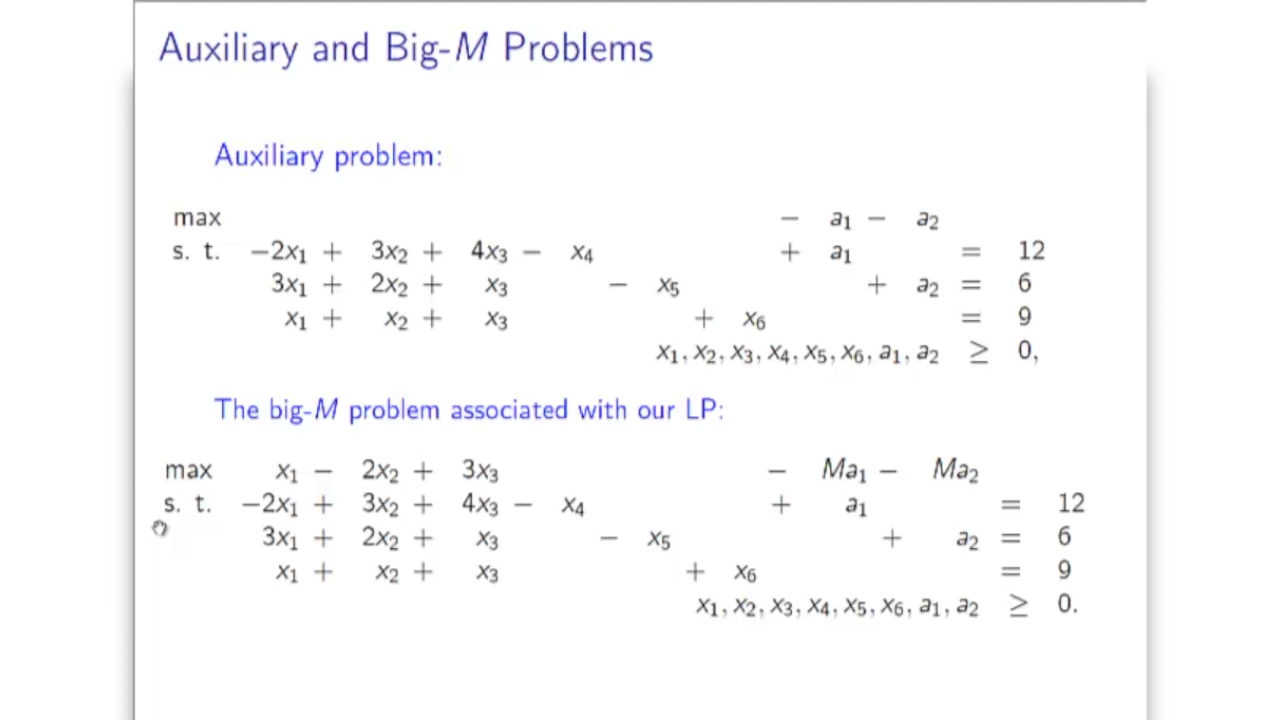 Auxiliary and Big-M Problems
Auxiliary problem:
max − a₁ − a₂
s. t. −2x₁ + 3x₂ + 4x₃ − x₄ + a₁ = 12
3x₁ + 2x₂ + x₃ − x₅ + a₂ = 6
x₁ + x₂ + x₃ + x₆ = 9
x₁, x₂, x₃, x₄, x₅, x₆, a₁, a₂ ≥ 0,
The big-M problem associated with our LP:
max x₁ − 2x₂ + 3x₃ − Ma₁ − Ma₂
s. t. −2x₁ + 3x₂ + 4x₃ − x₄ + a₁ = 12
3x₁ + 2x₂ + x₃ − x₅ + a₂ = 6
x₁ + x₂ + x₃ + x₆ = 9
x₁, x₂, x₃, x₄, x₅, x₆, a₁, a₂ ≥ 0.